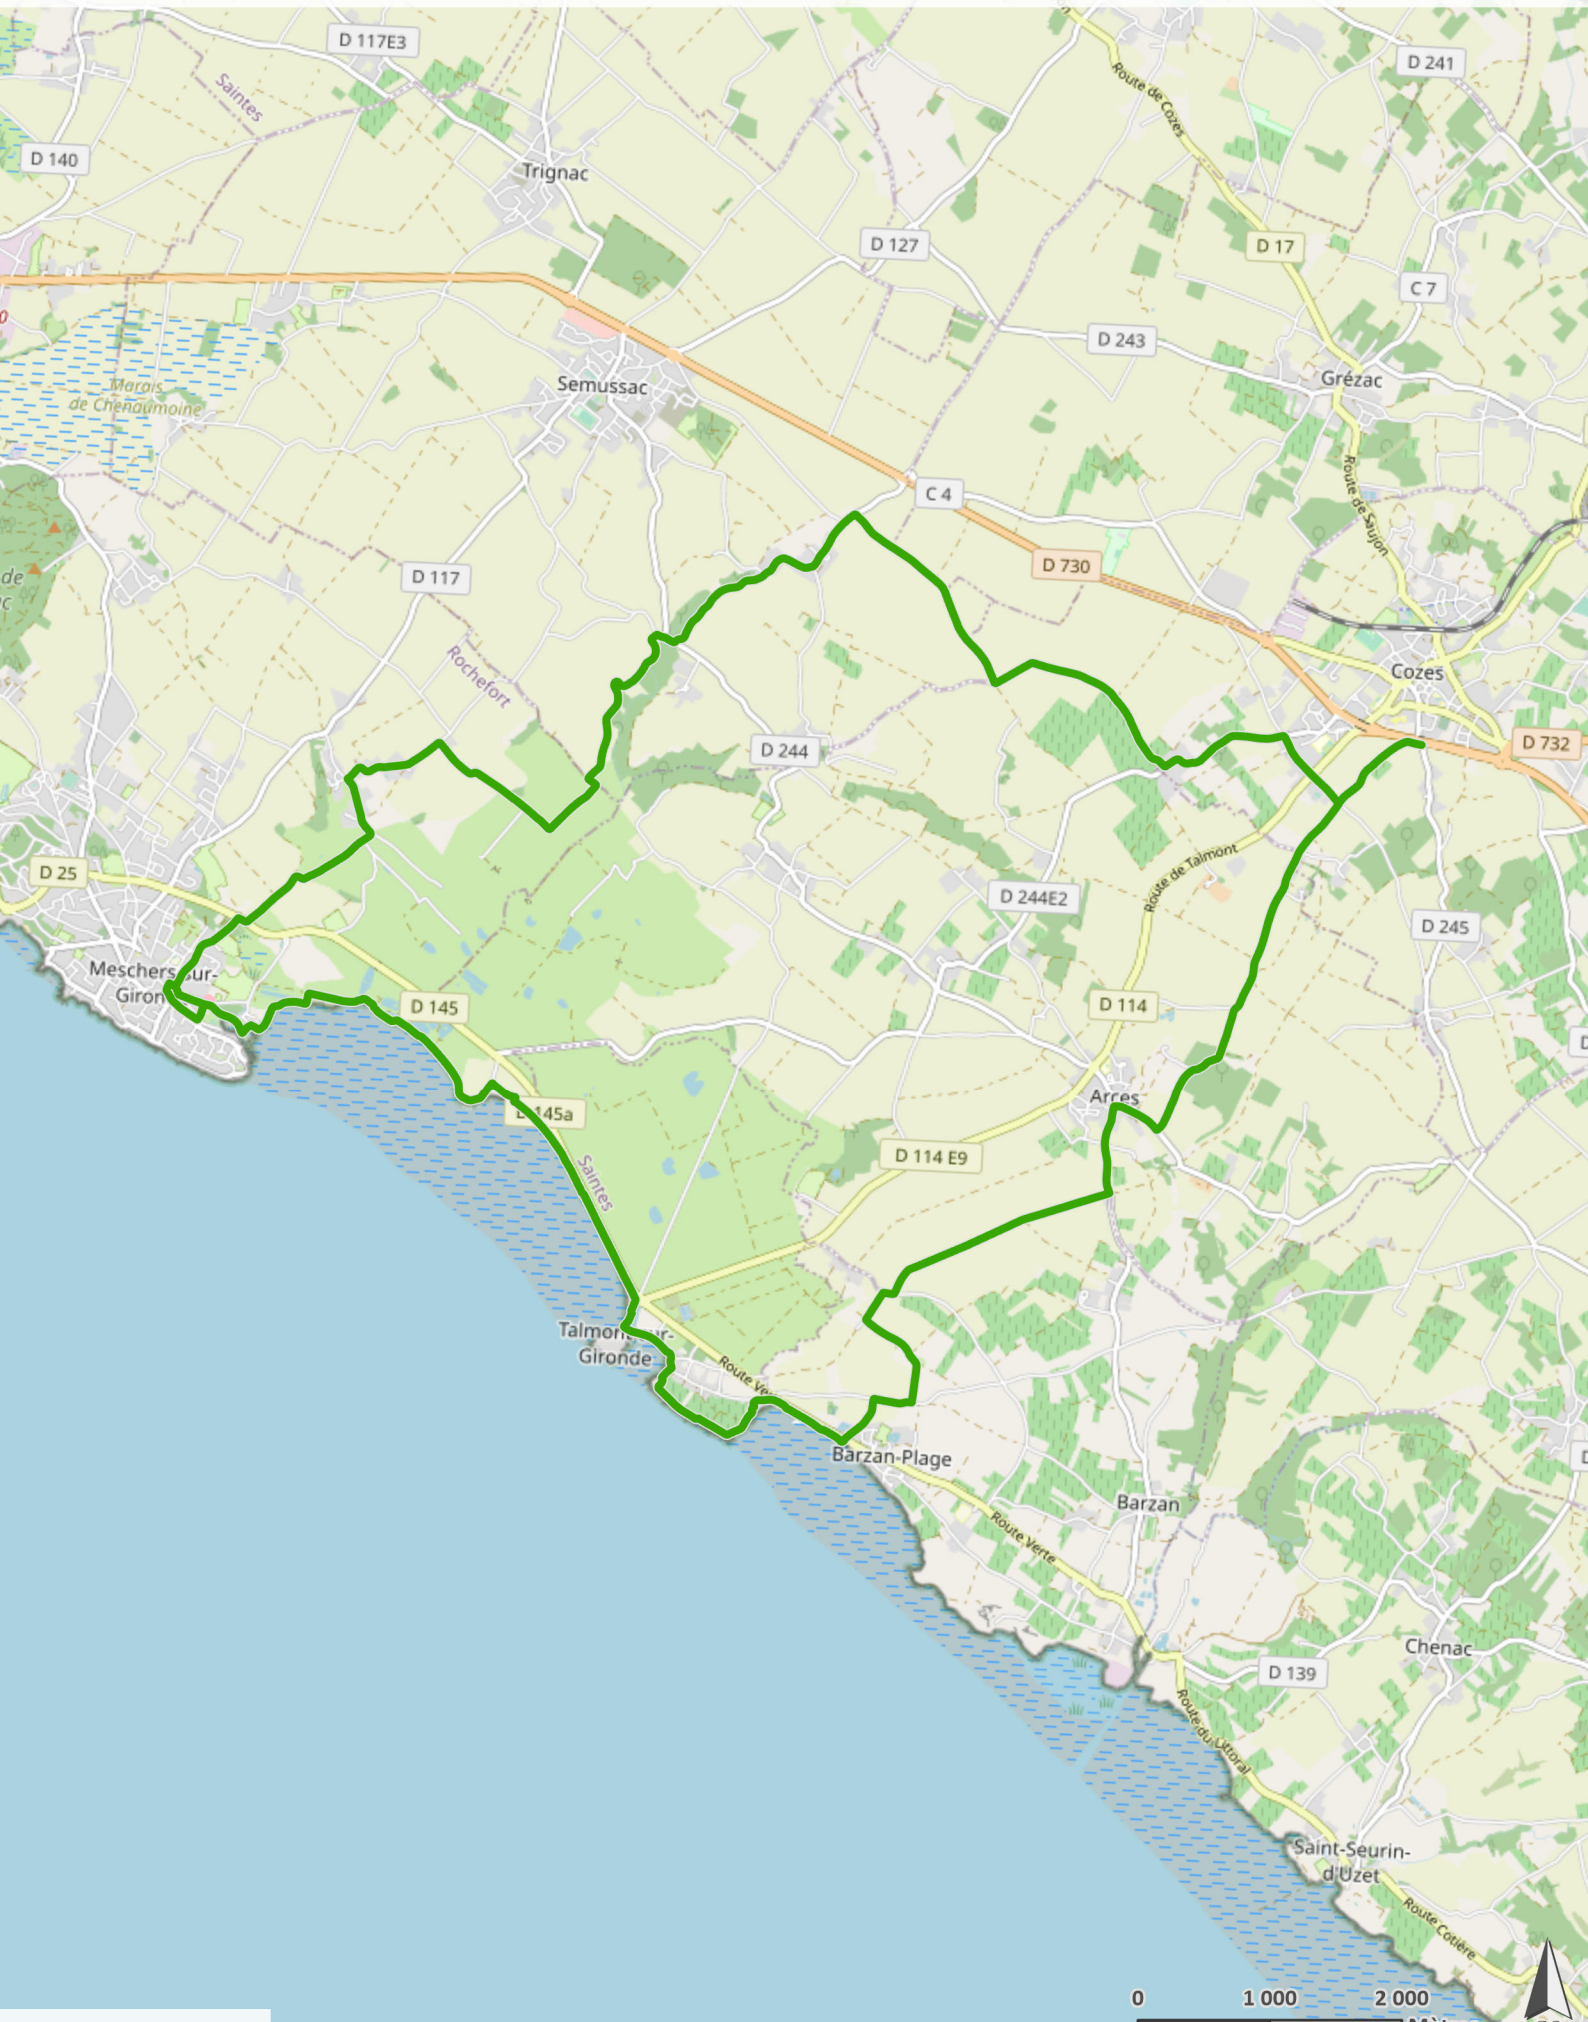 D 117E3
D 241
Route de Cozes
Saintes
D 140
Trignac
D 127
D 17
C 7
D 243
Grézac
Semussac
Marais
de Chenaumoine
C 4
Route de Saujon
D 730
D 117
Rochefort
Cozes
D 244
D 732
Route de Talmont
D 25
D 244E2
D 245
Meschers-sur-
Gironde
D 145
D 114
Arces
D 145a
D 114 E9
Saintes
Talmont-sur-
Gironde
Route Ve
Barzan-Plage
Barzan
Route Verte
Chenac
D 139
Route du Littoral
Saint-Seurin-
d'Uzet
Route Cotière
0 1 000 2 000